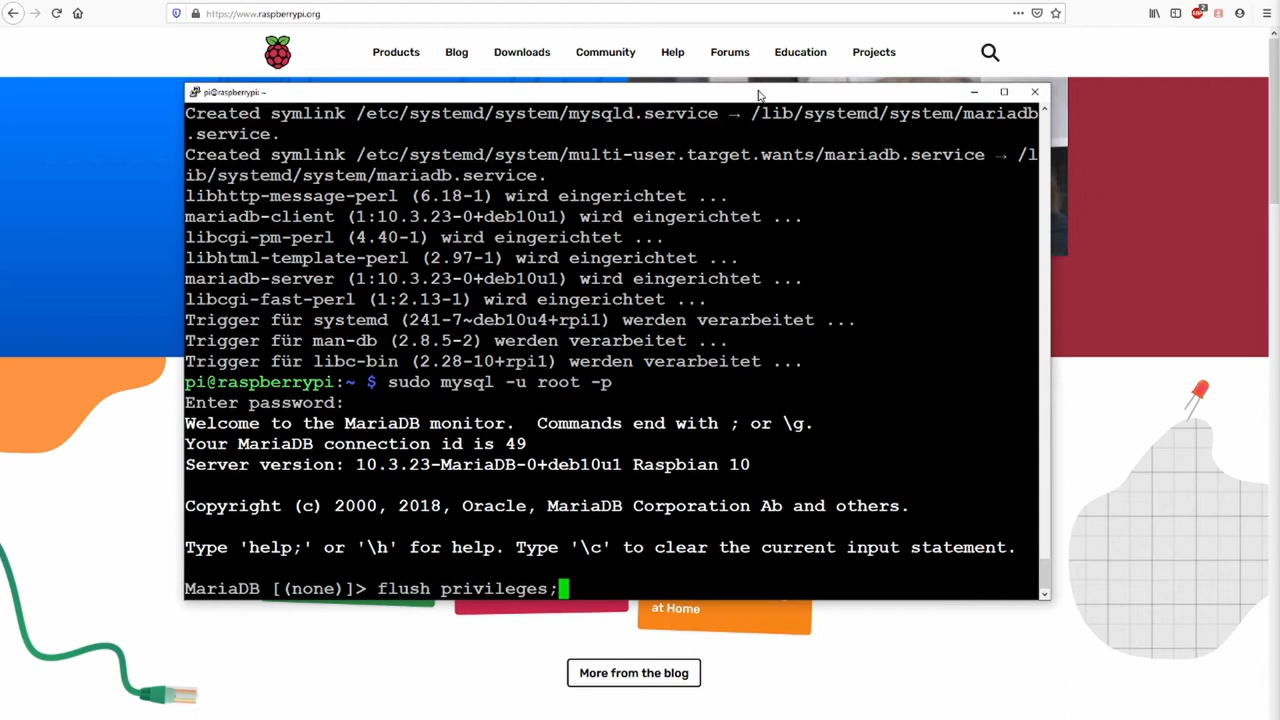 https://www.raspberrypi.org
2
Products Blog Downloads Community Help Forums Education Projects
pi@raspberrypi: ~
Created symlink /etc/systemd/system/mysqld.service → /lib/systemd/system/mariadb
.service.
Created symlink /etc/systemd/system/multi-user.target.wants/mariadb.service → /l
ib/systemd/system/mariadb.service.
libhttp-message-perl (6.18-1) wird eingerichtet ...
mariadb-client (1:10.3.23-0+deb10u1) wird eingerichtet ...
libcgi-pm-perl (4.40-1) wird eingerichtet ...
libhtml-template-perl (2.97-1) wird eingerichtet ...
mariadb-server (1:10.3.23-0+deb10u1) wird eingerichtet ...
libcgi-fast-perl (1:2.13-1) wird eingerichtet ...
Trigger für systemd (241-7~deb10u4+rpi1) werden verarbeitet ...
Trigger für man-db (2.8.5-2) werden verarbeitet ...
Trigger für libc-bin (2.28-10+rpi1) werden verarbeitet ...
pi@raspberrypi:~ $ sudo mysql -u root -p
Enter password:
Welcome to the MariaDB monitor.  Commands end with ; or \g.
Your MariaDB connection id is 49
Server version: 10.3.23-MariaDB-0+deb10u1 Raspbian 10
Copyright (c) 2000, 2018, Oracle, MariaDB Corporation Ab and others.
Type 'help;' or '\h' for help. Type '\c' to clear the current input statement.
MariaDB [(none)]> flush privileges;
at Home
More from the blog